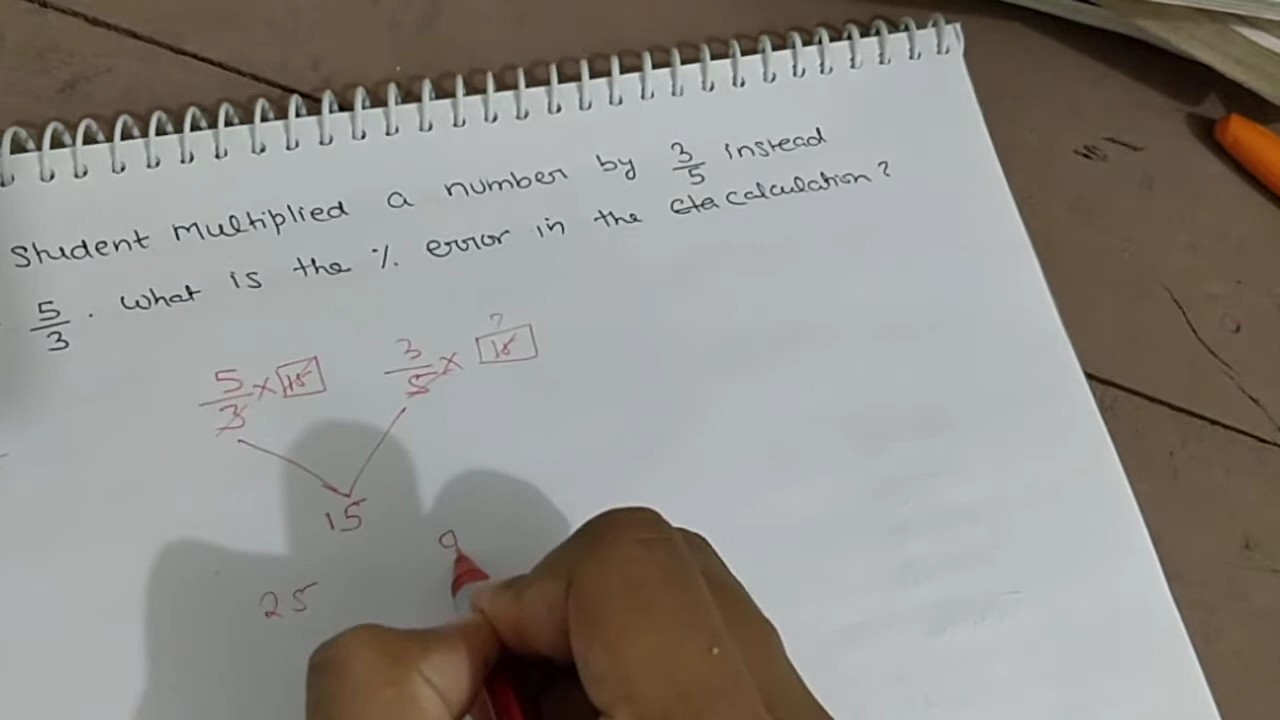 Student Multiplied a number by 3/5 instead
5/3. What is the % error in the calculation?
?
5/3 × 15 3/5 × 15
15
25 9